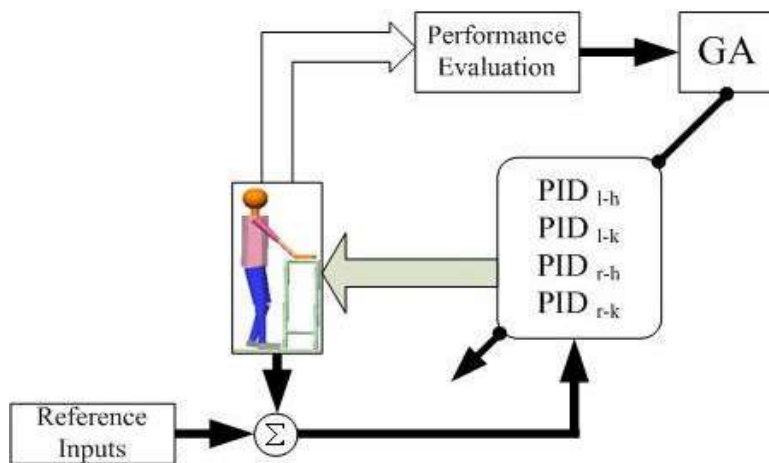 Performance
Evaluation
GA
PID l-h
PID l-k
PID r-h
PID r-k
Reference
Inputs
Σ